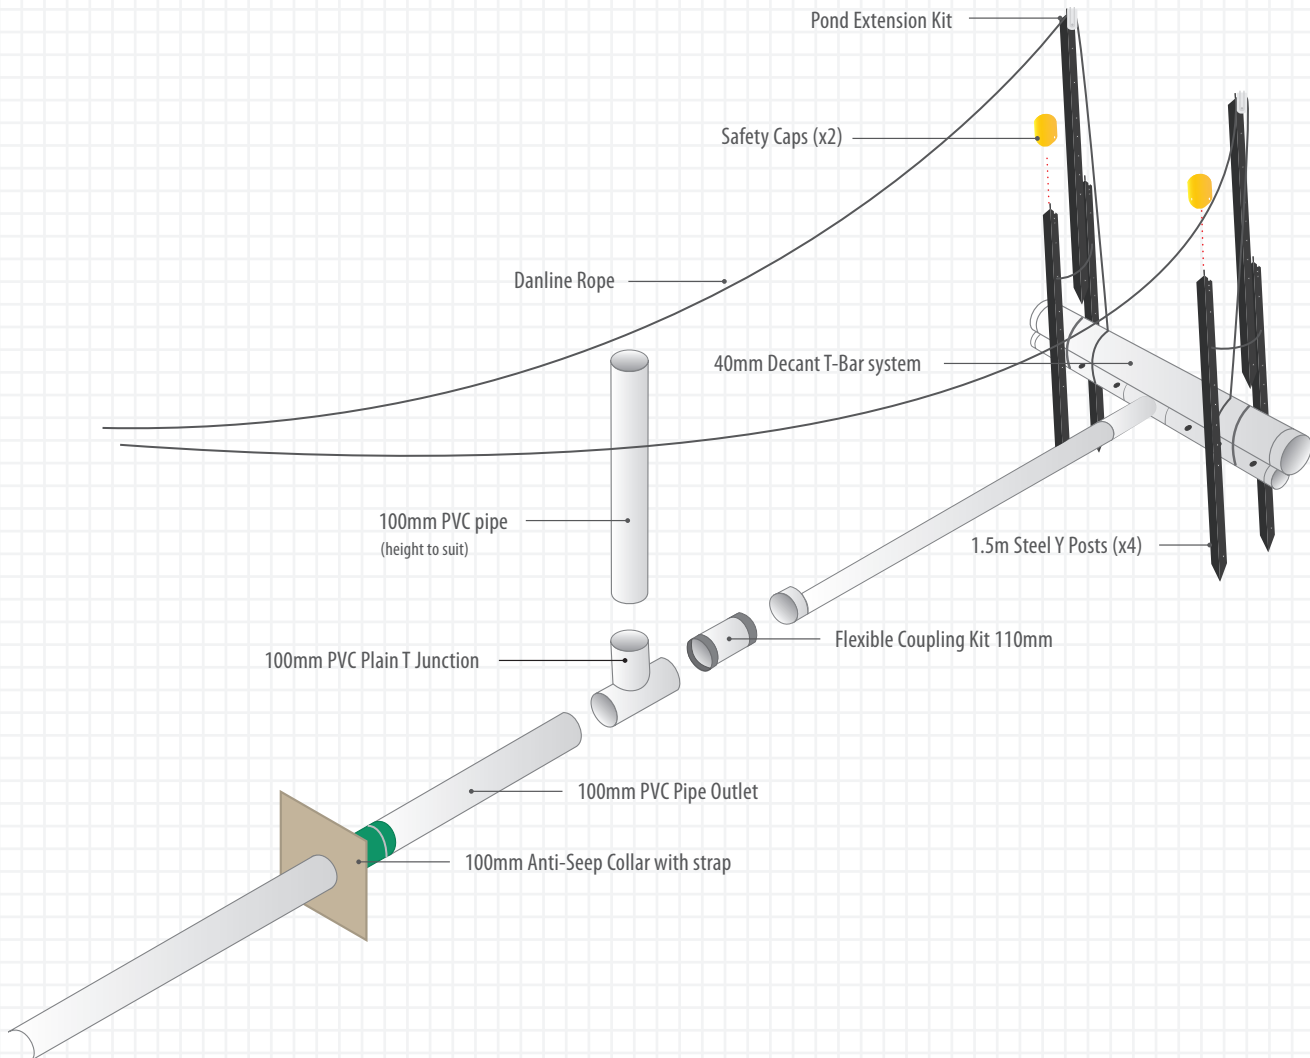 Pond Extension Kit
Safety Caps (x2)
Danline Rope
40mm Decant T-Bar system
100mm PVC pipe
(height to suit)
1.5m Steel Y Posts (x4)
Flexible Coupling Kit 110mm
100mm PVC Plain T Junction
100mm PVC Pipe Outlet
100mm Anti-Seep Collar with strap